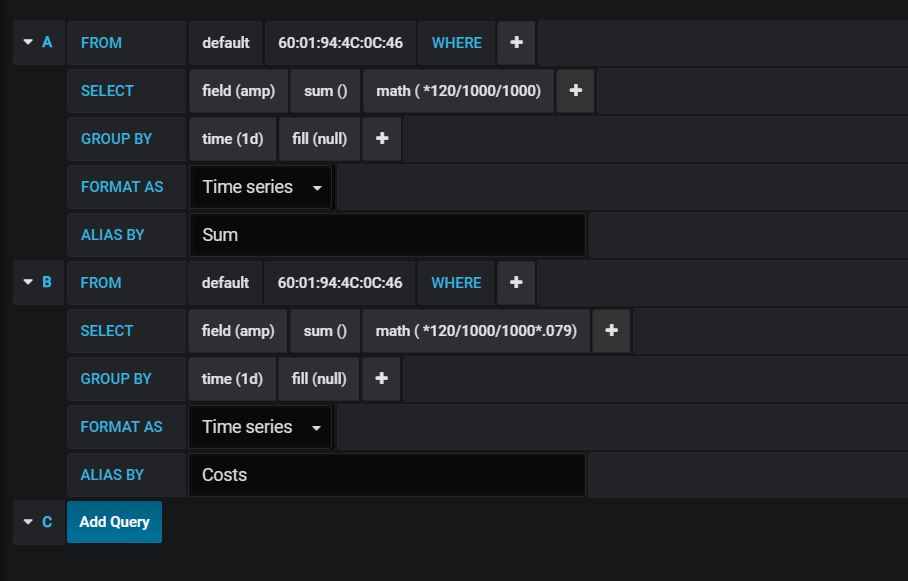 A FROM default 60:01:94:4C:0C:46 WHERE +
SELECT field (amp) sum () math ( *120/1000/1000) +
GROUP BY time (1d) fill (null) +
FORMAT AS Time series
ALIAS BY Sum
B FROM default 60:01:94:4C:0C:46 WHERE +
SELECT field (amp) sum () math ( *120/1000/1000*.079) +
GROUP BY time (1d) fill (null) +
FORMAT AS Time series
ALIAS BY Costs
C Add Query